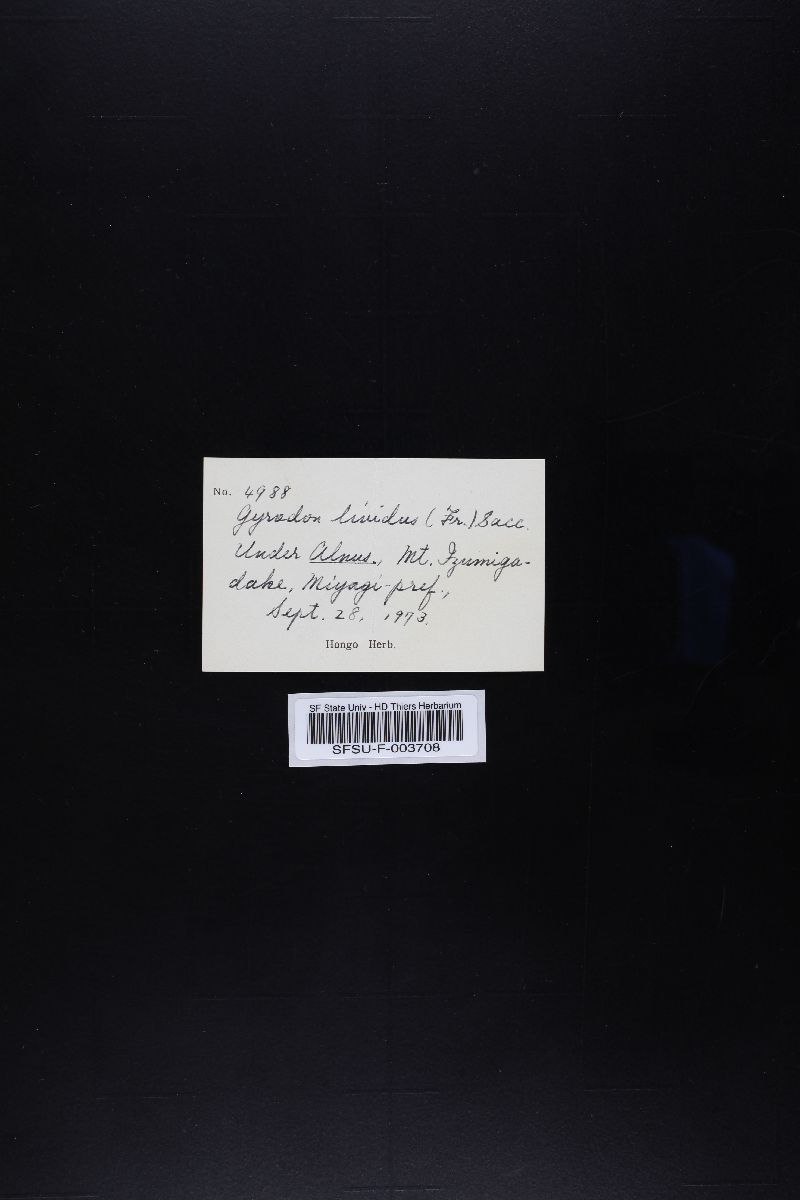 No. 4988
Gyrodon lividus (Fr.) Sacc.
Under Alnus., Mt. Izumiga-
dake, Miyagi-pref.,
Sept. 28, 1973.
Hongo Herb.
SF State Univ - HD Thiers Herbarium
SFSU-F-003708